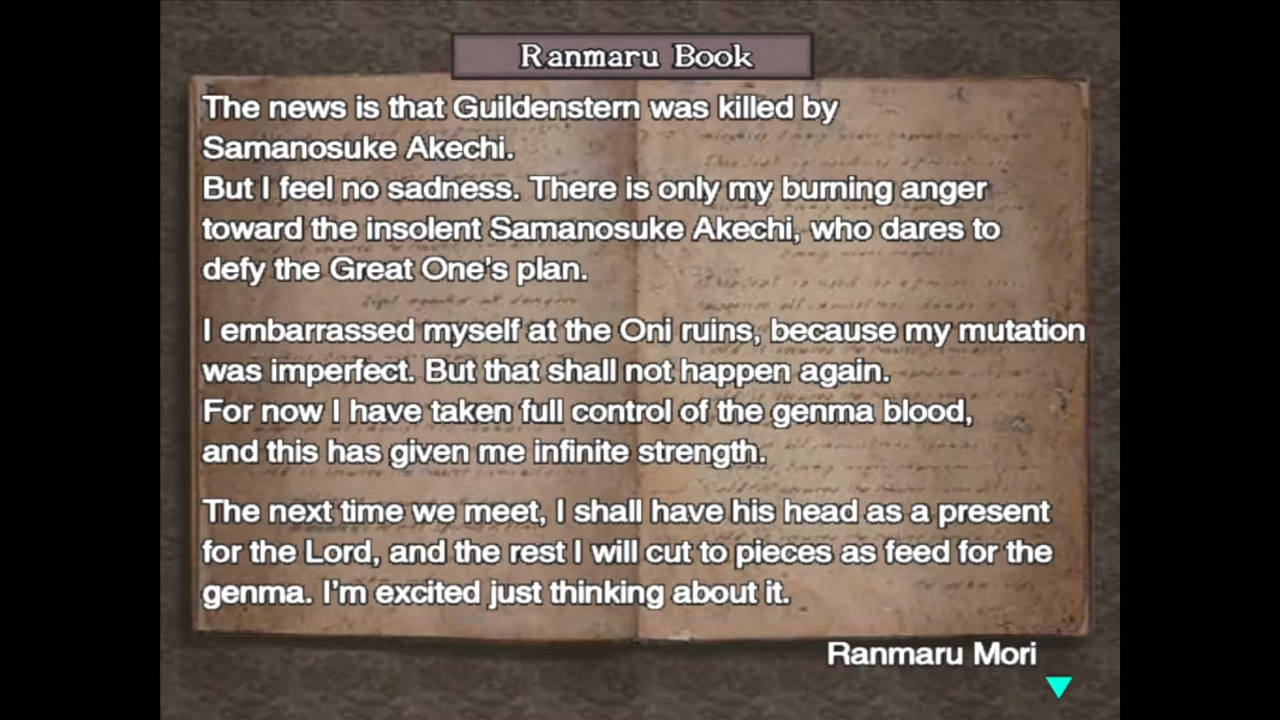 Ranmaru Book
The news is that Guildenstern was killed by
Samanosuke Akechi.
But I feel no sadness. There is only my burning anger
toward the insolent Samanosuke Akechi, who dares to
defy the Great One's plan.
I embarrassed myself at the Oni ruins, because my mutation
was imperfect. But that shall not happen again.
For now I have taken full control of the genma blood,
and this has given me infinite strength.
The next time we meet, I shall have his head as a present
for the Lord, and the rest I will cut to pieces as feed for the
genma. I'm excited just thinking about it.
Ranmaru Mori